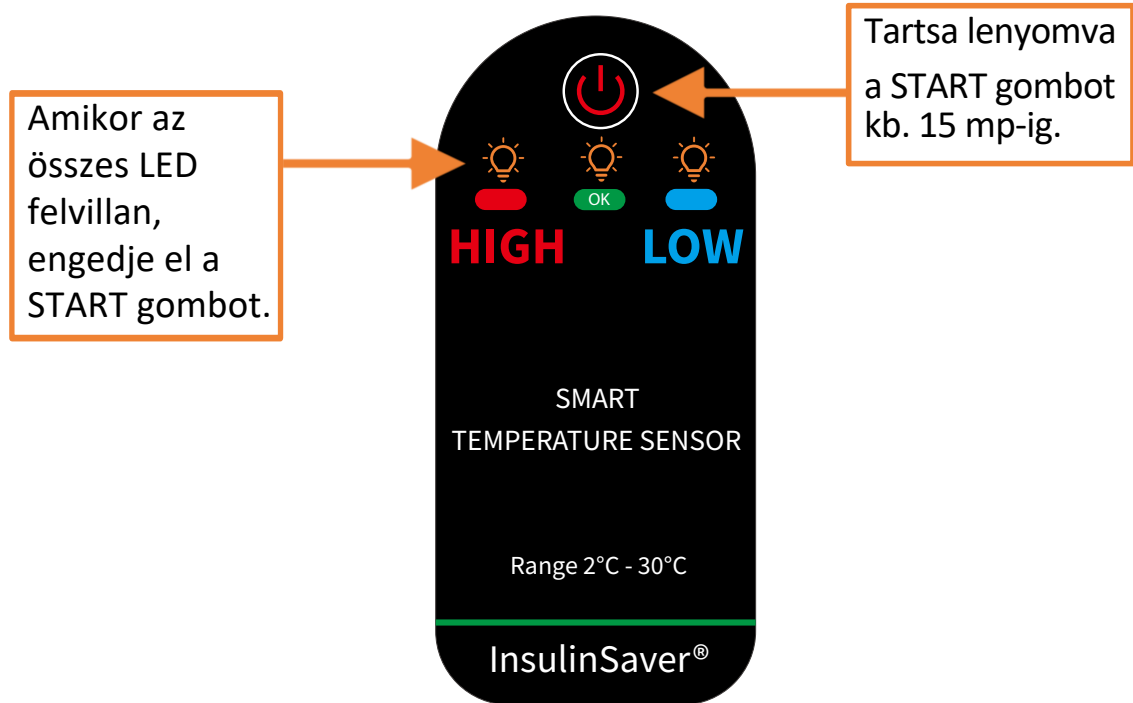 Tartsa lenyomva
a START gombot
kb. 15 mp-ig.
Amikor az
összes LED
felvillan,
engedje el a
START gombot.
OK
HIGH LOW
SMART
TEMPERATURE SENSOR
Range 2°C - 30°C
InsulinSaver®